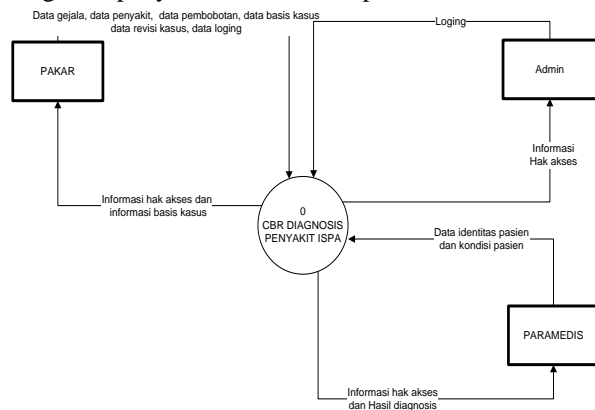 Data gejala, data penyakit, data pembobotan, data basis kasus
data revisi kasus, data loging
PAKAR
Loging
Admin
Informasi
Hak akses
Informasi hak akses dan
informasi basis kasus
0
CBR DIAGNOSIS
PENYAKIT ISPA
Data identitas pasien
dan kondisi pasien
PARAMEDIS
Informasi hak akses
dan Hasil diagnosis